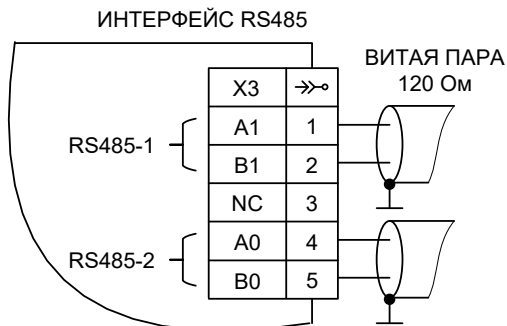 ИНТЕРФЕЙС RS485
ВИТАЯ ПАРА
120 Ом
X3
RS485-1
A1 1
B1 2
NC 3
RS485-2
A0 4
B0 5